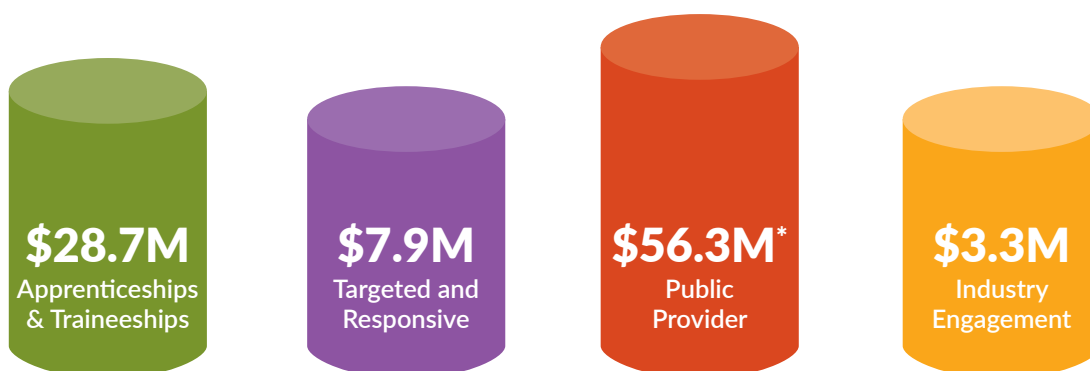 $28.7M
Apprenticeships
& Traineeships
$7.9M
Targeted and
Responsive
$56.3M*
Public
Provider
$3.3M
Industry
Engagement